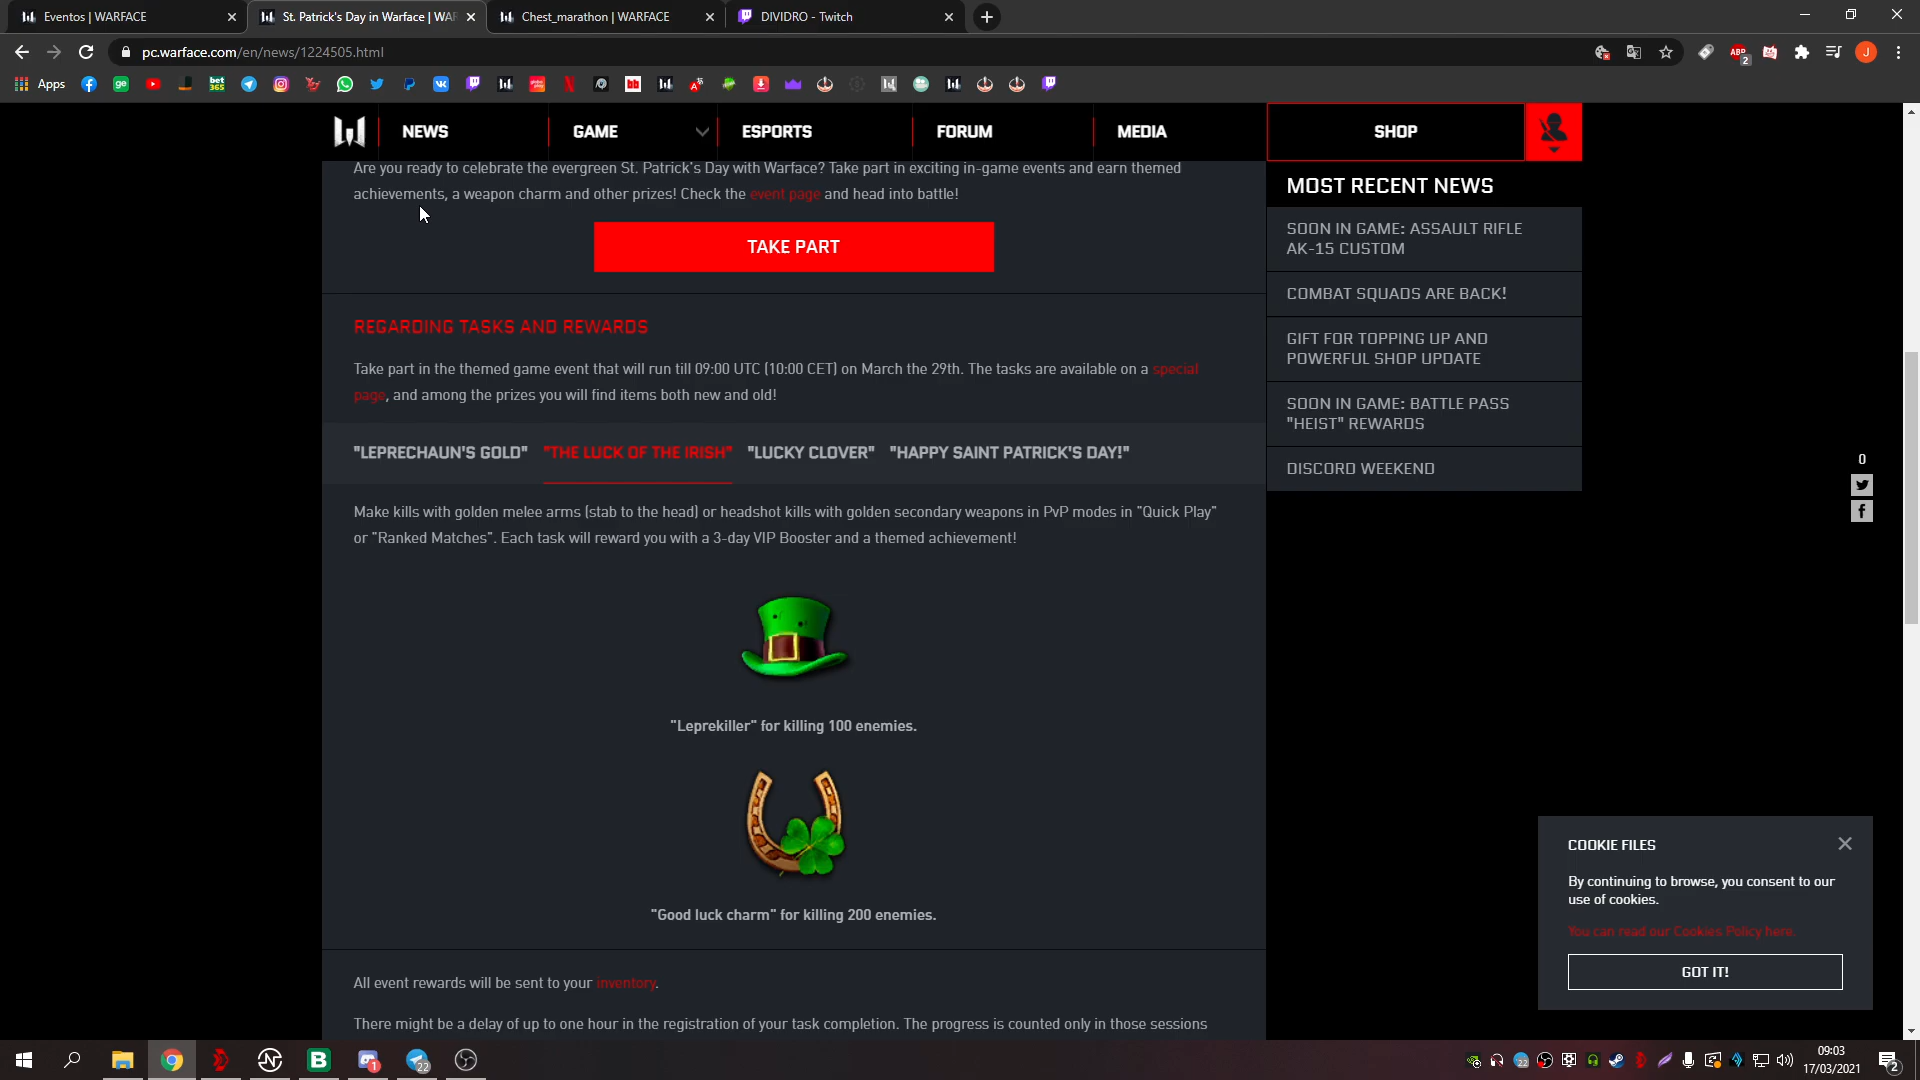 Eventos | WARFACE
St. Patrick's Day in Warface | WAR
Chest_marathon | WARFACE
DIVIDRO - Twitch
pc.warface.com/en/news/1224505.html
ABP
2
J
Apps
ge
bet
365
bb
NEWS
GAME
ESPORTS
FORUM
MEDIA
SHOP
Are you ready to celebrate the evergreen St. Patrick's Day with Warface? Take part in exciting in-game events and earn themed
achievements, a weapon charm and other prizes! Check the event page and head into battle!
TAKE PART
REGARDING TASKS AND REWARDS
Take part in the themed game event that will run till 09:00 UTC (10:00 CET) on March the 29th. The tasks are available on a special
page, and among the prizes you will find items both new and old!
"LEPRECHAUN'S GOLD" "THE LUCK OF THE IRISH" "LUCKY CLOVER" "HAPPY SAINT PATRICK'S DAY!"
Make kills with golden melee arms (stab to the head) or headshot kills with golden secondary weapons in PvP modes in "Quick Play"
or "Ranked Matches". Each task will reward you with a 3-day VIP Booster and a themed achievement!
"Leprekiller" for killing 100 enemies.
"Good luck charm" for killing 200 enemies.
All event rewards will be sent to your inventory.
There might be a delay of up to one hour in the registration of your task completion. The progress is counted only in those sessions
MOST RECENT NEWS
SOON IN GAME: ASSAULT RIFLE
AK-15 CUSTOM
COMBAT SQUADS ARE BACK!
GIFT FOR TOPPING UP AND
POWERFUL SHOP UPDATE
SOON IN GAME: BATTLE PASS
"HEIST" REWARDS
DISCORD WEEKEND
0
COOKIE FILES
By continuing to browse, you consent to our
use of cookies.
You can read our Cookies Policy here.
GOT IT!
B
1
22
22
09:03
17/03/2021
2